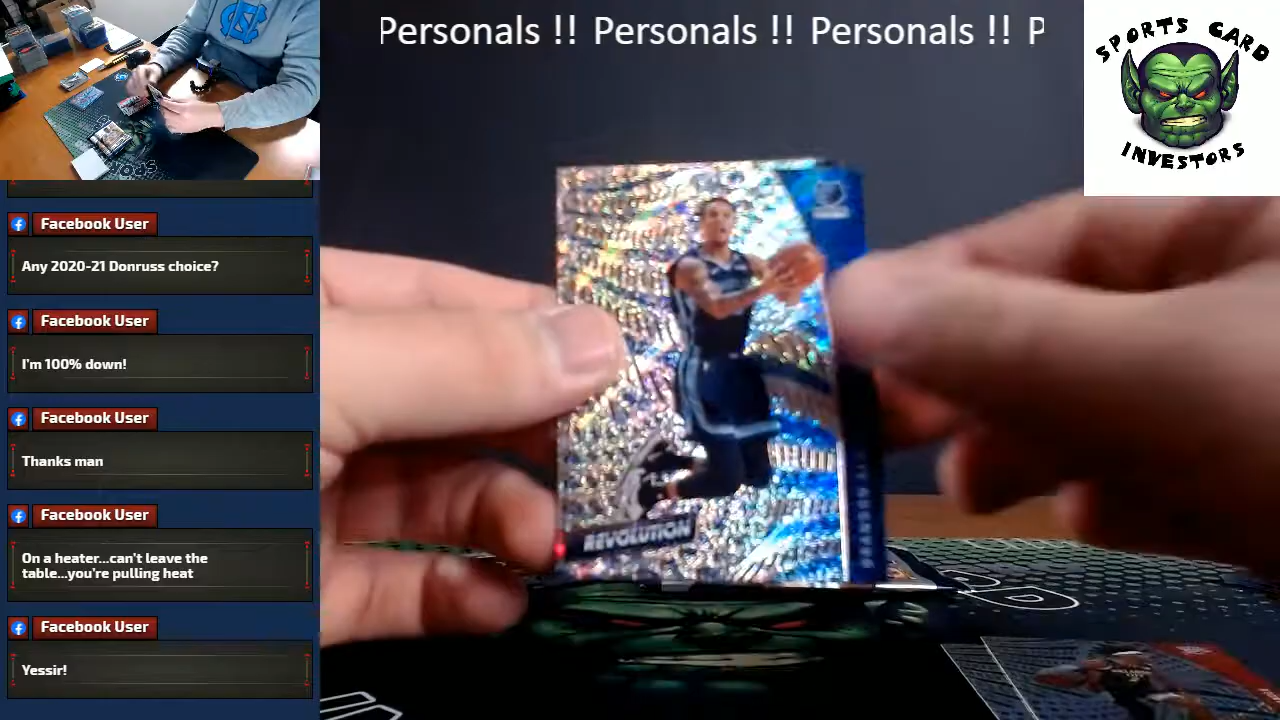 Personals !! Personals !! Personals !! P
SPORTS CARD
INVESTORS
Facebook User
Any 2020-21 Donruss choice?
Facebook User
I'm 100% down!
Facebook User
Thanks man
Facebook User
On a heater...can't leave the
table...you're pulling heat
Facebook User
Yessir!
REVOLUTION